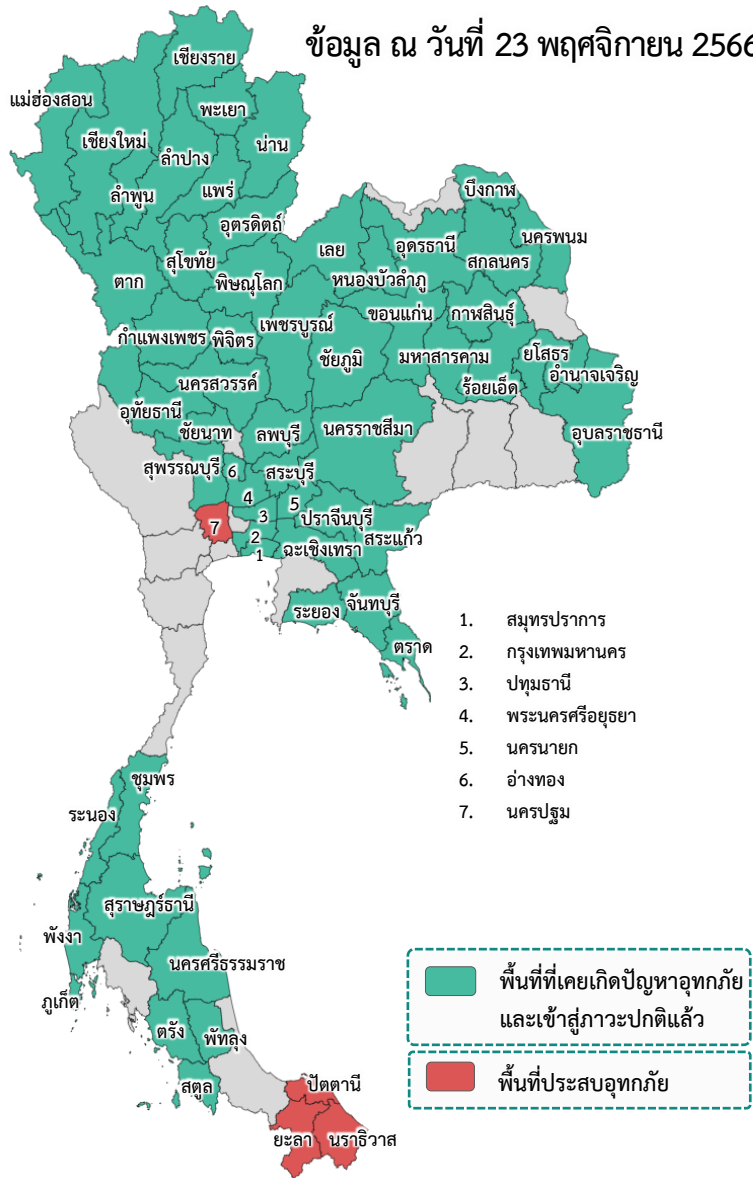 ข้อมูล ณ วันที่ 23 พฤศจิกายน 2566
เชียงราย
แม่ฮ่องสอน
พะเยา
เชียงใหม่
น่าน
ลำปาง
ลำพูน
แพร่
บึงกาฬ
อุตรดิตถ์
นครพนม
เลย
อุดรธานี
สุโขทัย
สกลนคร
ตาก
พิษณุโลก
หนองบัวลำภู
ขอนแก่น
กาฬสินธุ์
กำแพงเพชร
พิจิตร
เพชรบูรณ์
ชัยภูมิ
มหาสารคาม
ยโสธร
อำนาจเจริญ
นครสวรรค์
ร้อยเอ็ด
อุทัยธานี
ชัยนาท
ลพบุรี
นครราชสีมา
อุบลราชธานี
สุพรรณบุรี
6
สระบุรี
4
5
7
3
ปราจีนบุรี
2
สระแก้ว
1
ฉะเชิงเทรา
ระยอง
จันทบุรี
ตราด
1. สมุทรปราการ
2. กรุงเทพมหานคร
3. ปทุมธานี
4. พระนครศรีอยุธยา
5. นครนายก
6. อ่างทอง
7. นครปฐม
ชุมพร
ระนอง
สุราษฎร์ธานี
พังงา
นครศรีธรรมราช
ภูเก็ต
ตรัง
พัทลุง
สตูล
ปัตตานี
ยะลา
นราธิวาส
พื้นที่ที่เคยเกิดปัญหาอุทกภัย
และเข้าสู่ภาวะปกติแล้ว
พื้นที่ประสบอุทกภัย